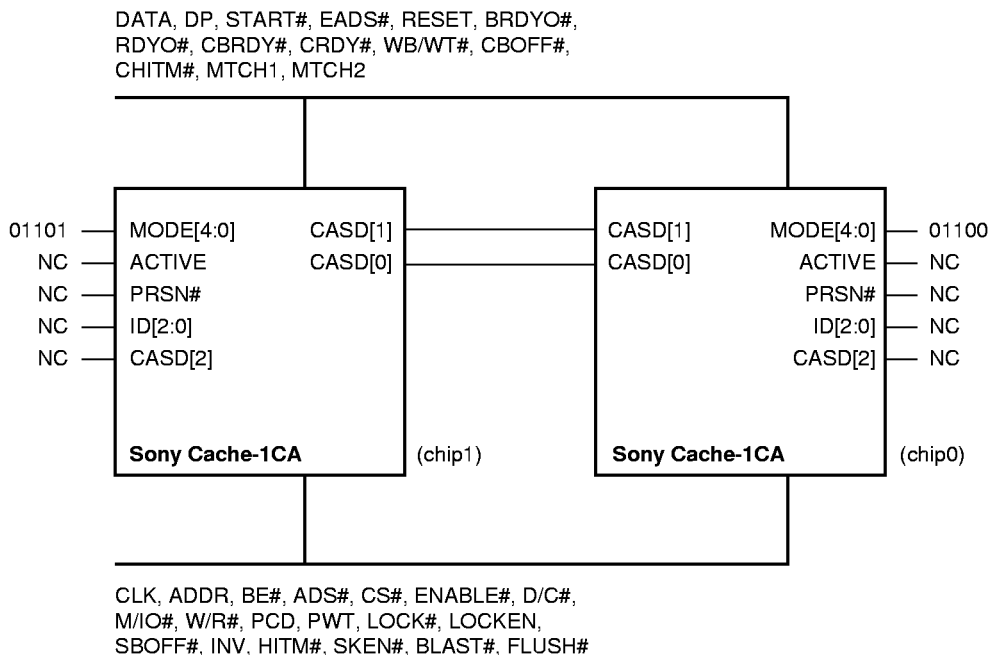 DATA, DP, START#, EADS#, RESET, BRDYO#,
RDYO#, CBRDY#, CRDY#, WB/WT#, CBOFF#,
CHITM#, MTCH1, MTCH2
01101 MODE[4:0] CASD[1] CASD[1] MODE[4:0] 01100
NC ACTIVE CASD[0] CASD[0] ACTIVE NC
NC PRSN# PRSN# NC
NC ID[2:0] ID[2:0] NC
NC CASD[2] CASD[2] NC
Sony Cache-1CA (chip1) Sony Cache-1CA (chip0)
CLK, ADDR, BE#, ADS#, CS#, ENABLE#, D/C#,
M/IO#, W/R#, PCD, PWT, LOCK#, LOCKEN,
SBOFF#, INV, HITM#, SKEN#, BLAST#, FLUSH#